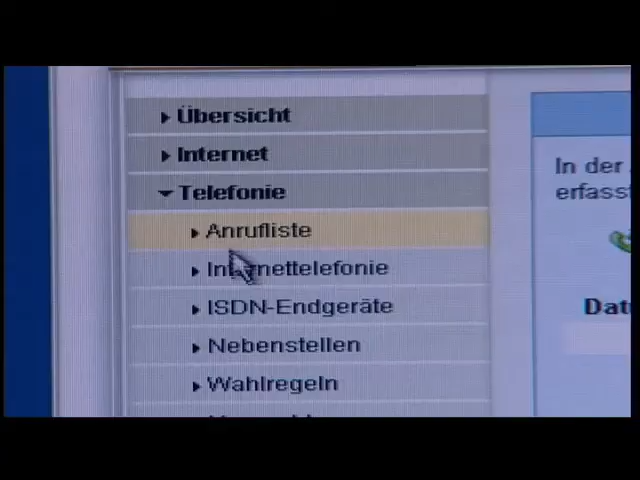 Übersicht
Internet
Telefonie
Anrufliste
Internettelefonie
ISDN-Endgeräte
Nebenstellen
Wahlregeln
In der
erfasst
Dat